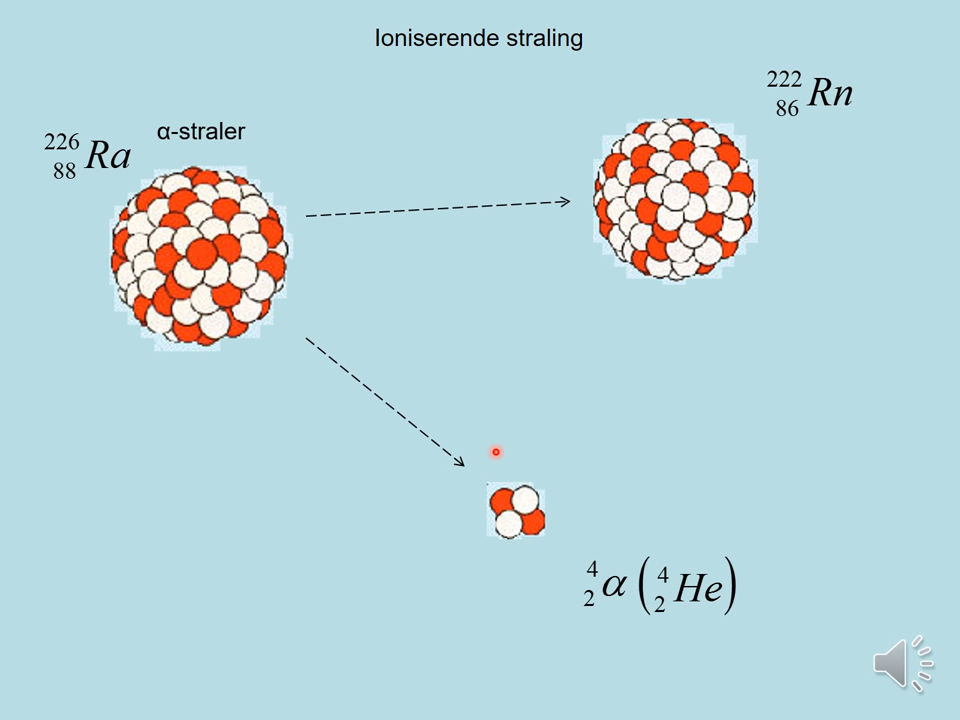 Ioniserende straling
²²²₈₆Rn
α-straler
²²⁶₈₈Ra
⁴₂α (⁴₂He)